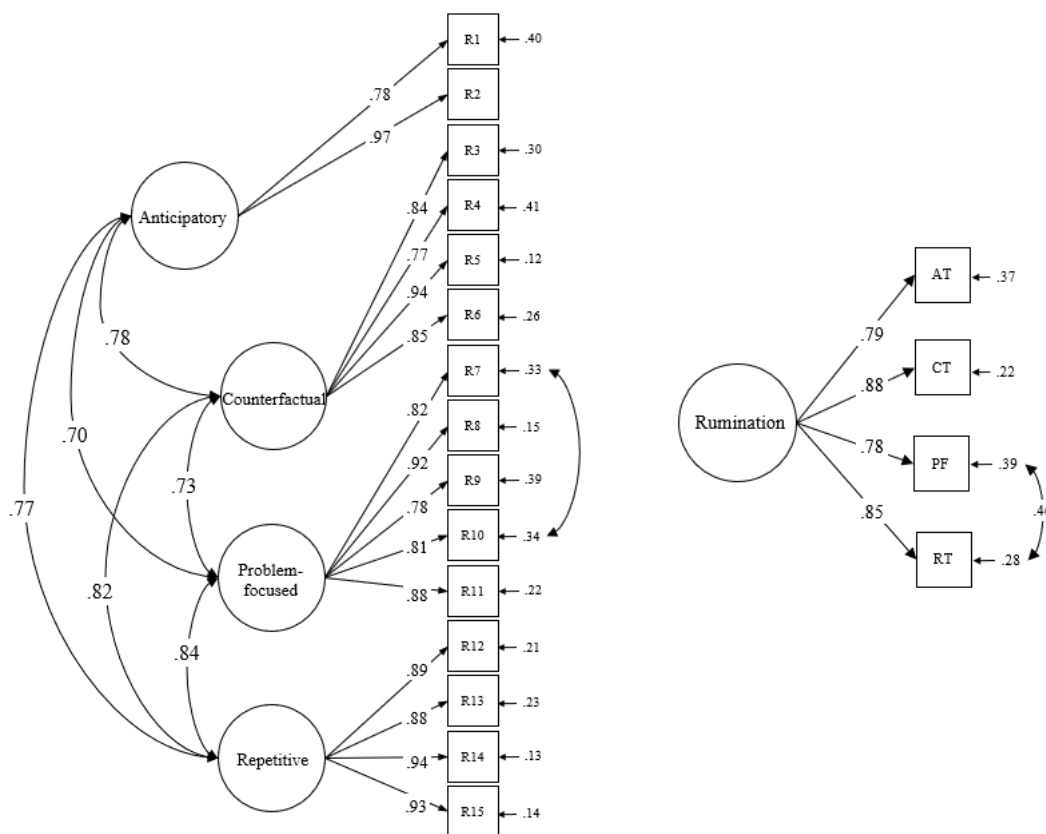 R1
.40
.78
R2
.97
R3
.30
.84
Anticipatory
R4
.41
.77
R5
.12
.94
R6
.26
.85
.78
R7
.33
.82
Counterfactual
R8
.15
.92
.70
R9
.39
.78
.73
.77
R10
.34
.81
Problem-
focused
R11
.22
.88
.82
R12
.21
.89
.84
R13
.23
.88
Repetitive
R14
.13
.94
R15
.14
.93
AT
.37
.79
CT
.22
.88
Rumination
PF
.39
.78
.85
RT
.28